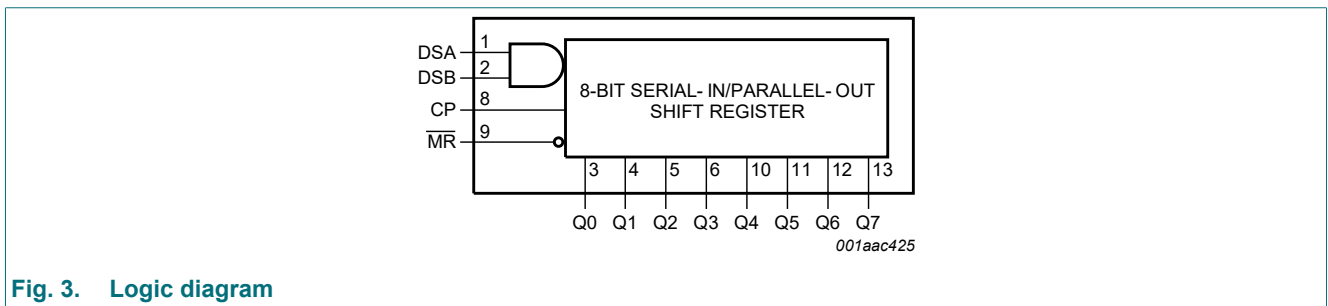 DSA 1
DSB 2
CP 8
M̅R̅ 9
8-BIT SERIAL- IN/PARALLEL- OUT
SHIFT REGISTER
3 4 5 6 10 11 12 13
Q0 Q1 Q2 Q3 Q4 Q5 Q6 Q7
001aac425
Fig. 3. Logic diagram